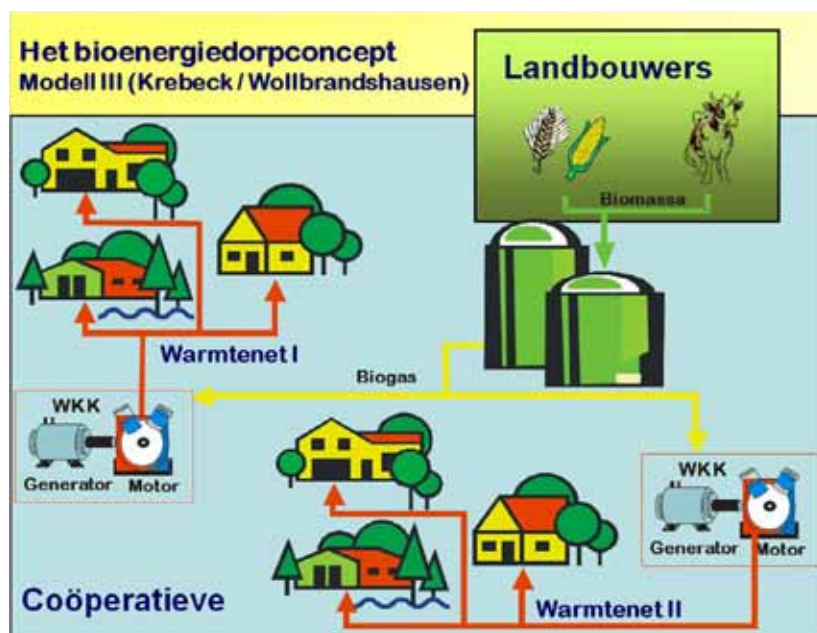 Het bioenergiedorpconcept
Modell III (Krebeck / Wollbrandshausen)
Landbouwers
Biomassa
Warmtenet I
Biogas
WKK
Generator Motor
WKK
Generator Motor
Coöperatieve
Warmtenet II